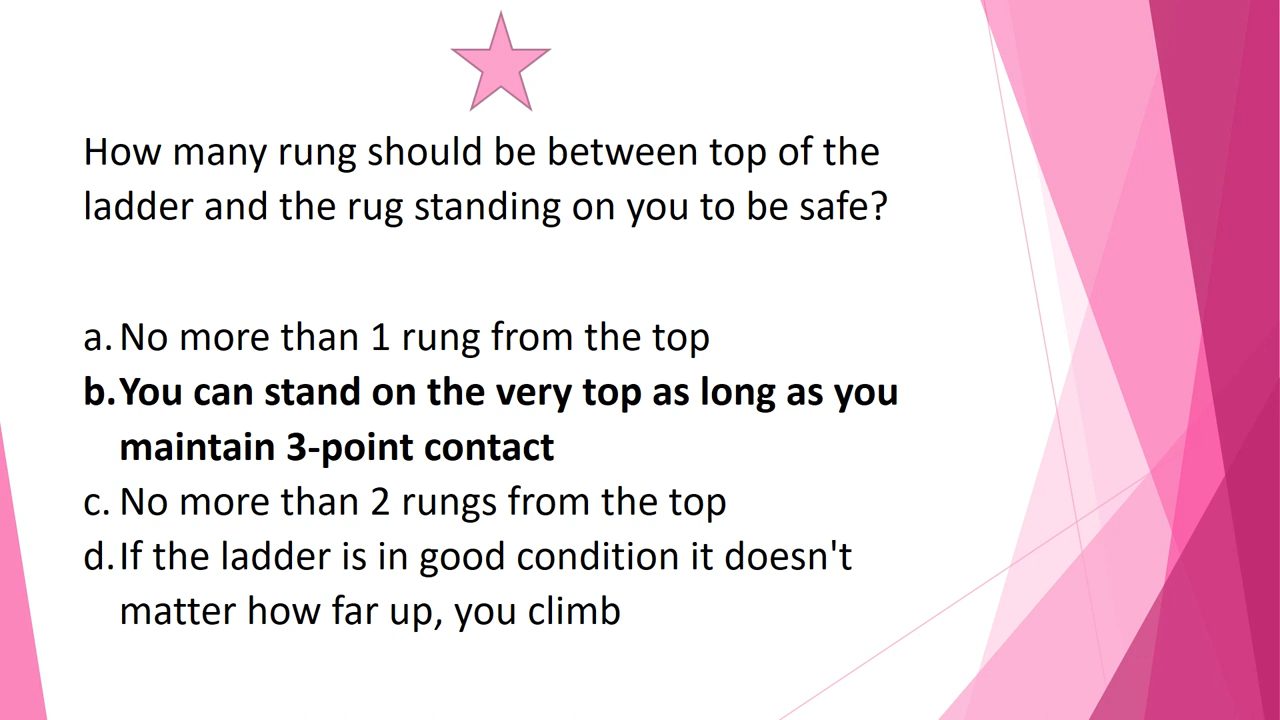 How many rung should be between top of the
ladder and the rug standing on you to be safe?
a. No more than 1 rung from the top
b. You can stand on the very top as long as you
maintain 3-point contact
c. No more than 2 rungs from the top
d. If the ladder is in good condition it doesn't
matter how far up, you climb